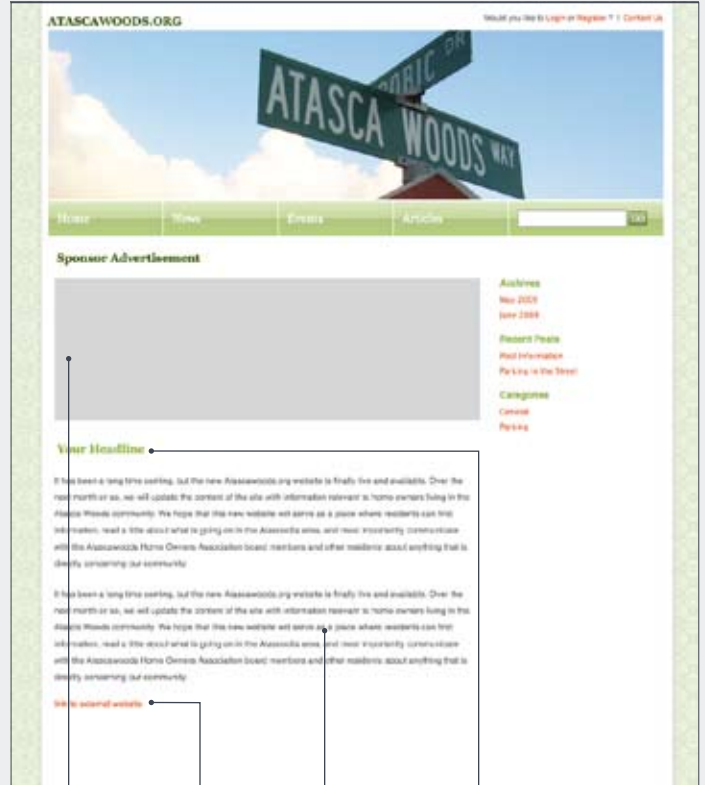 ATASCAWOODS.ORG
Would you like to Login or Register ? | Contact Us
OBIC DR
ATASCA WOODS WAY
Home News Events Articles GO
Sponsor Advertisement
Archives
May 2009
June 2009
Recent Posts
Pool Information
Parking in the Street
Categories
General
Parking
Your Headline
It has been a long time coming, but the new Atascawoods.org website is finally live and available. Over the
next month or so, we will update the content of the site with information relevant to home owners living in the
Atasca Woods community. We hope that this new website will serve as a place where residents can find
information, read a little about what is going on in the Atascocita area, and most importantly communicate
with the Atascawoods Home Owners Association board members and other residents about anything that is
directly concerning our community.
It has been a long time coming, but the new Atascawoods.org website is finally live and available. Over the
next month or so, we will update the content of the site with information relevant to home owners living in the
Atasca Woods community. We hope that this new website will serve as a place where residents can find
information, read a little about what is going on in the Atascocita area, and most importantly communicate
with the Atascawoods Home Owners Association board members and other residents about anything that is
directly concerning our community.
link to external website